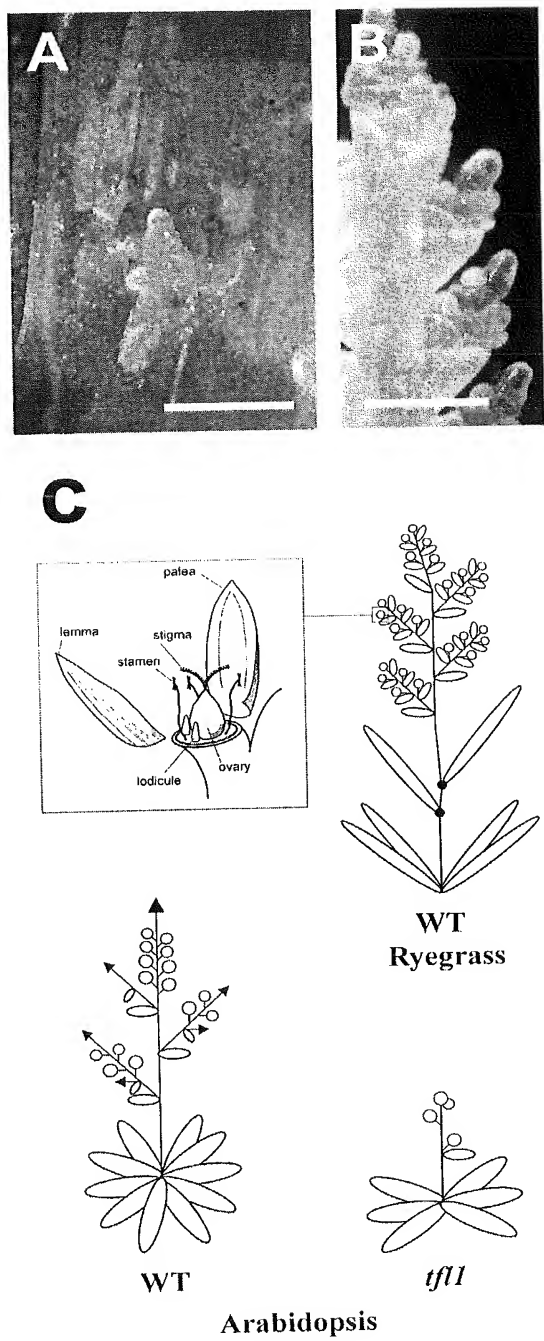 A
B
C
palea
lemma
stigma
stamen
ovary
lodicule
WT
Ryegrass
WT
tfl1
Arabidopsis